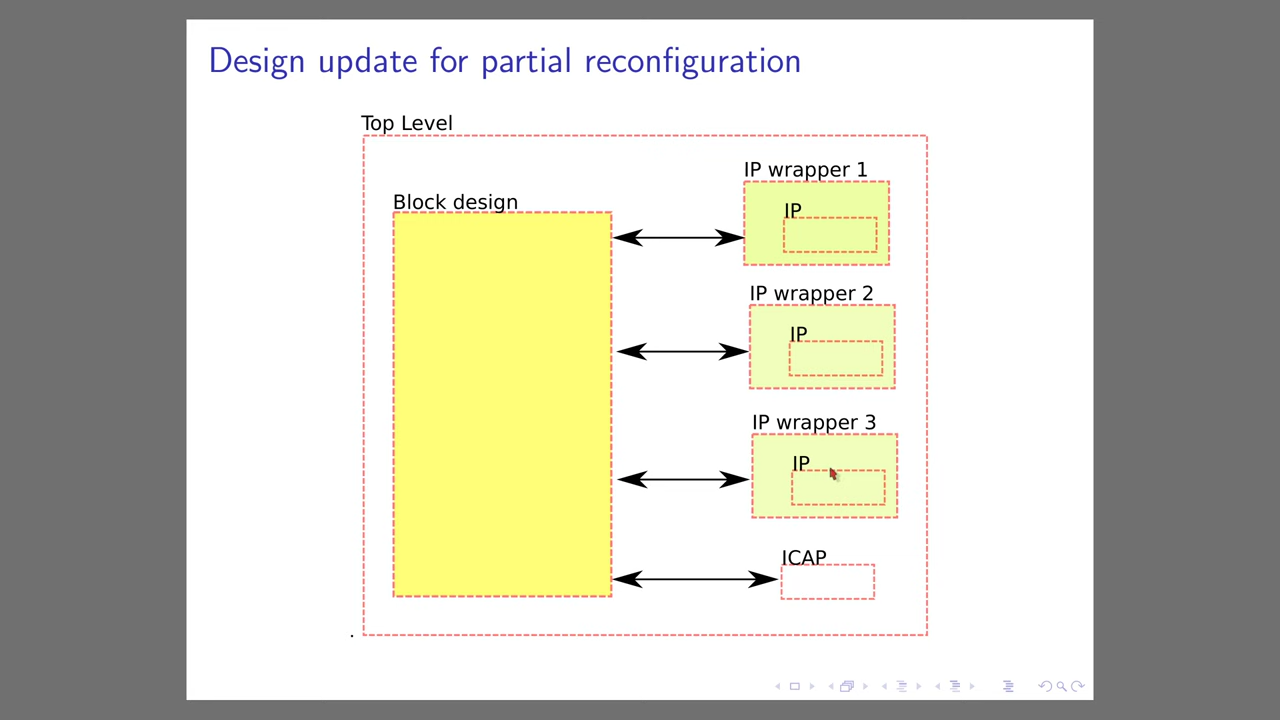 Design update for partial reconfiguration
Top Level
IP wrapper 1
Block design
IP
IP wrapper 2
IP
IP wrapper 3
IP
ICAP
.